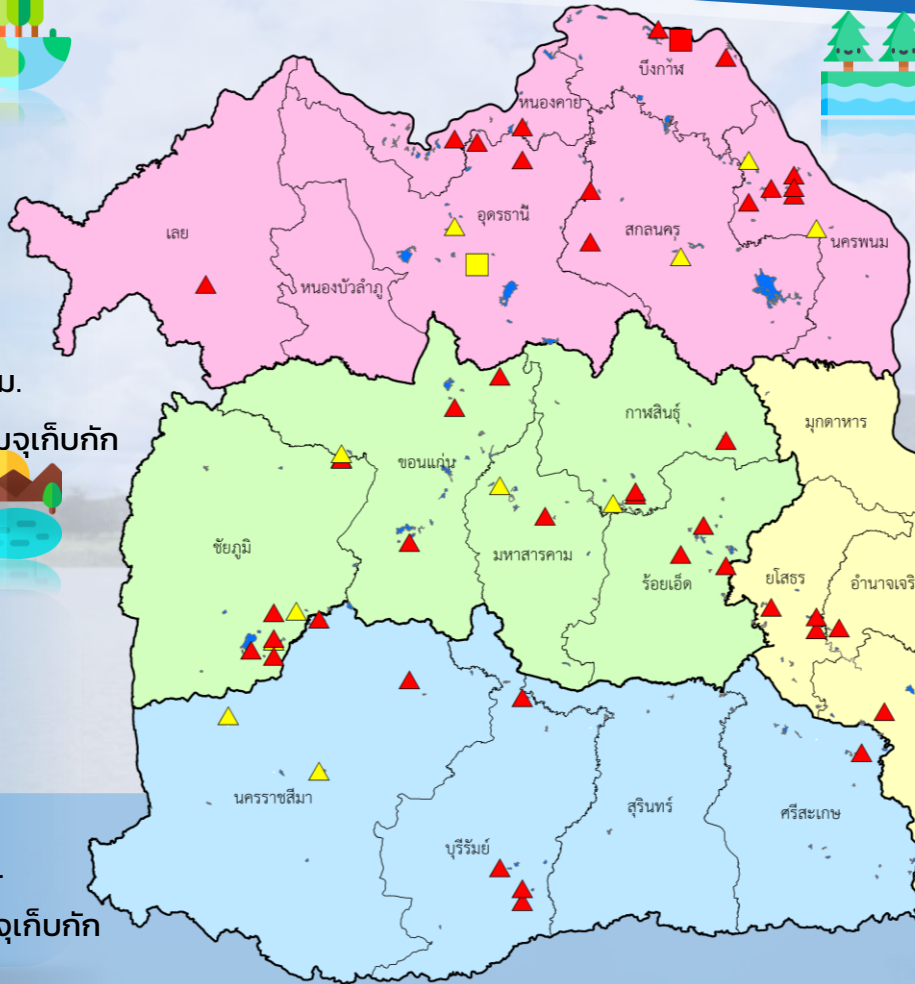 บึงกาฬ
หนองคาย
เลย
อุดรธานี
สกลนคร
นครพนม
หนองบัวลำภู
ม.
มจุเก็บกัก
กาฬสินธุ์
มุกดาหาร
ขอนแก่น
ชัยภูมิ
มหาสารคาม
ร้อยเอ็ด
ยโสธร
อำนาจเจริ
นครราชสีมา
บุรีรัมย์
สุรินทร์
ศรีสะเกษ
.
จุเก็บกัก